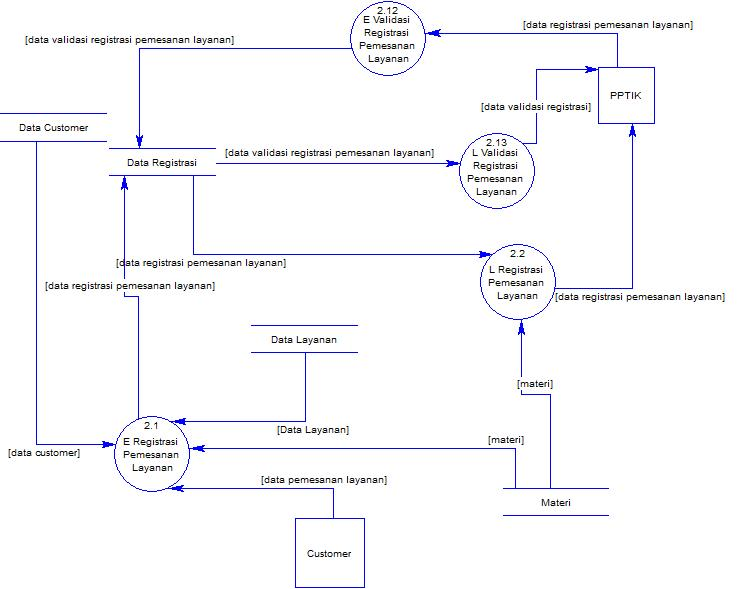 2.12
E Validasi
Registrasi
Pemesanan
Layanan
[data registrasi pemesanan layanan]
[data validasi registrasi pemesanan layanan]
PPTIK
[data validasi registrasi]
Data Customer
2.13
L Validasi
Registrasi
Pemesanan
Layanan
[data validasi registrasi pemesanan layanan]
Data Registrasi
2.2
L Registrasi
Pemesanan
Layanan
[data registrasi pemesanan layanan]
[data registrasi pemesanan layanan]
[data registrasi pemesanan layanan]
Data Layanan
[materi]
2.1
E Registrasi
Pemesanan
Layanan
[Data Layanan]
[materi]
[data customer]
[data pemesanan layanan]
Materi
Customer